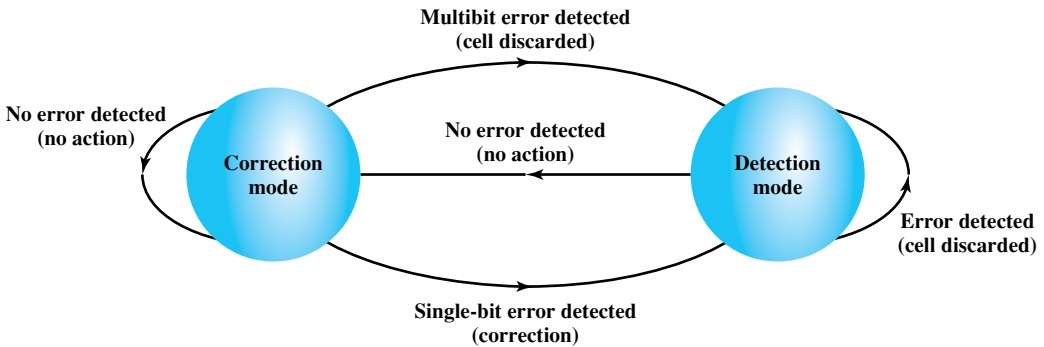 Multibit error detected
(cell discarded)
No error detected
(no action)
Correction
mode
No error detected
(no action)
Detection
mode
Error detected
(cell discarded)
Single-bit error detected
(correction)